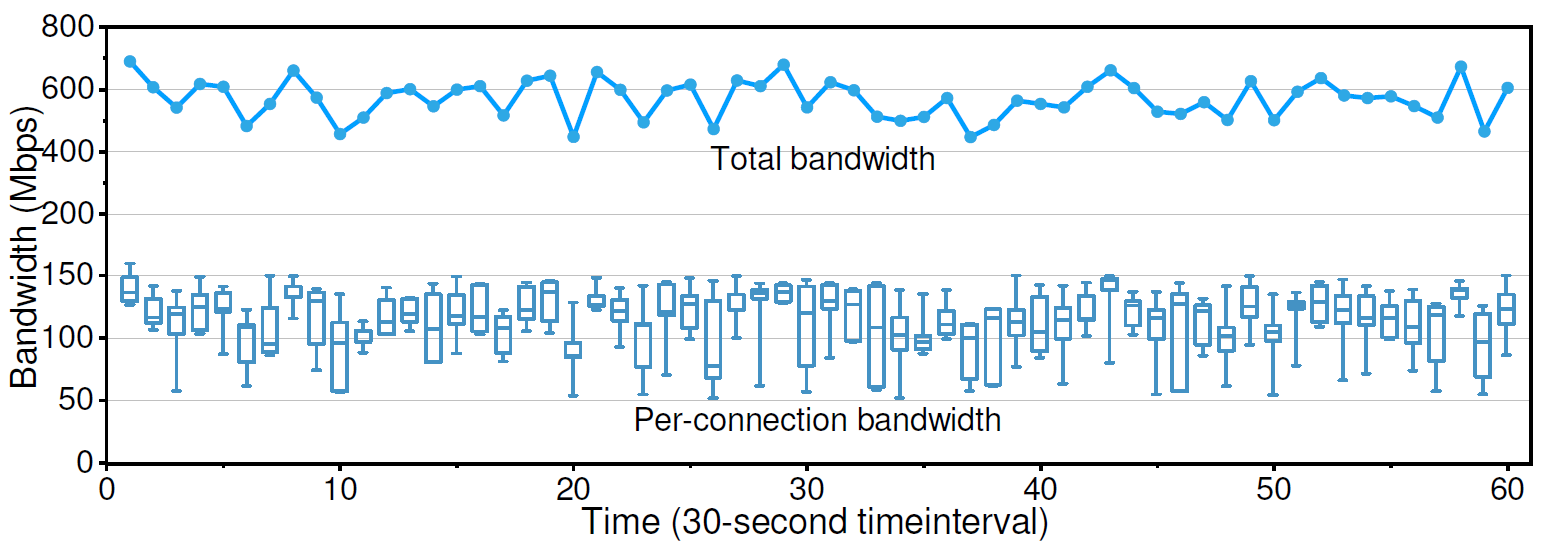 Bandwidth (Mbps)
800
600
400
200
150
100
50
0
Total bandwidth
Per-connection bandwidth
0 10 20 30 40 50 60
Time (30-second timeinterval)